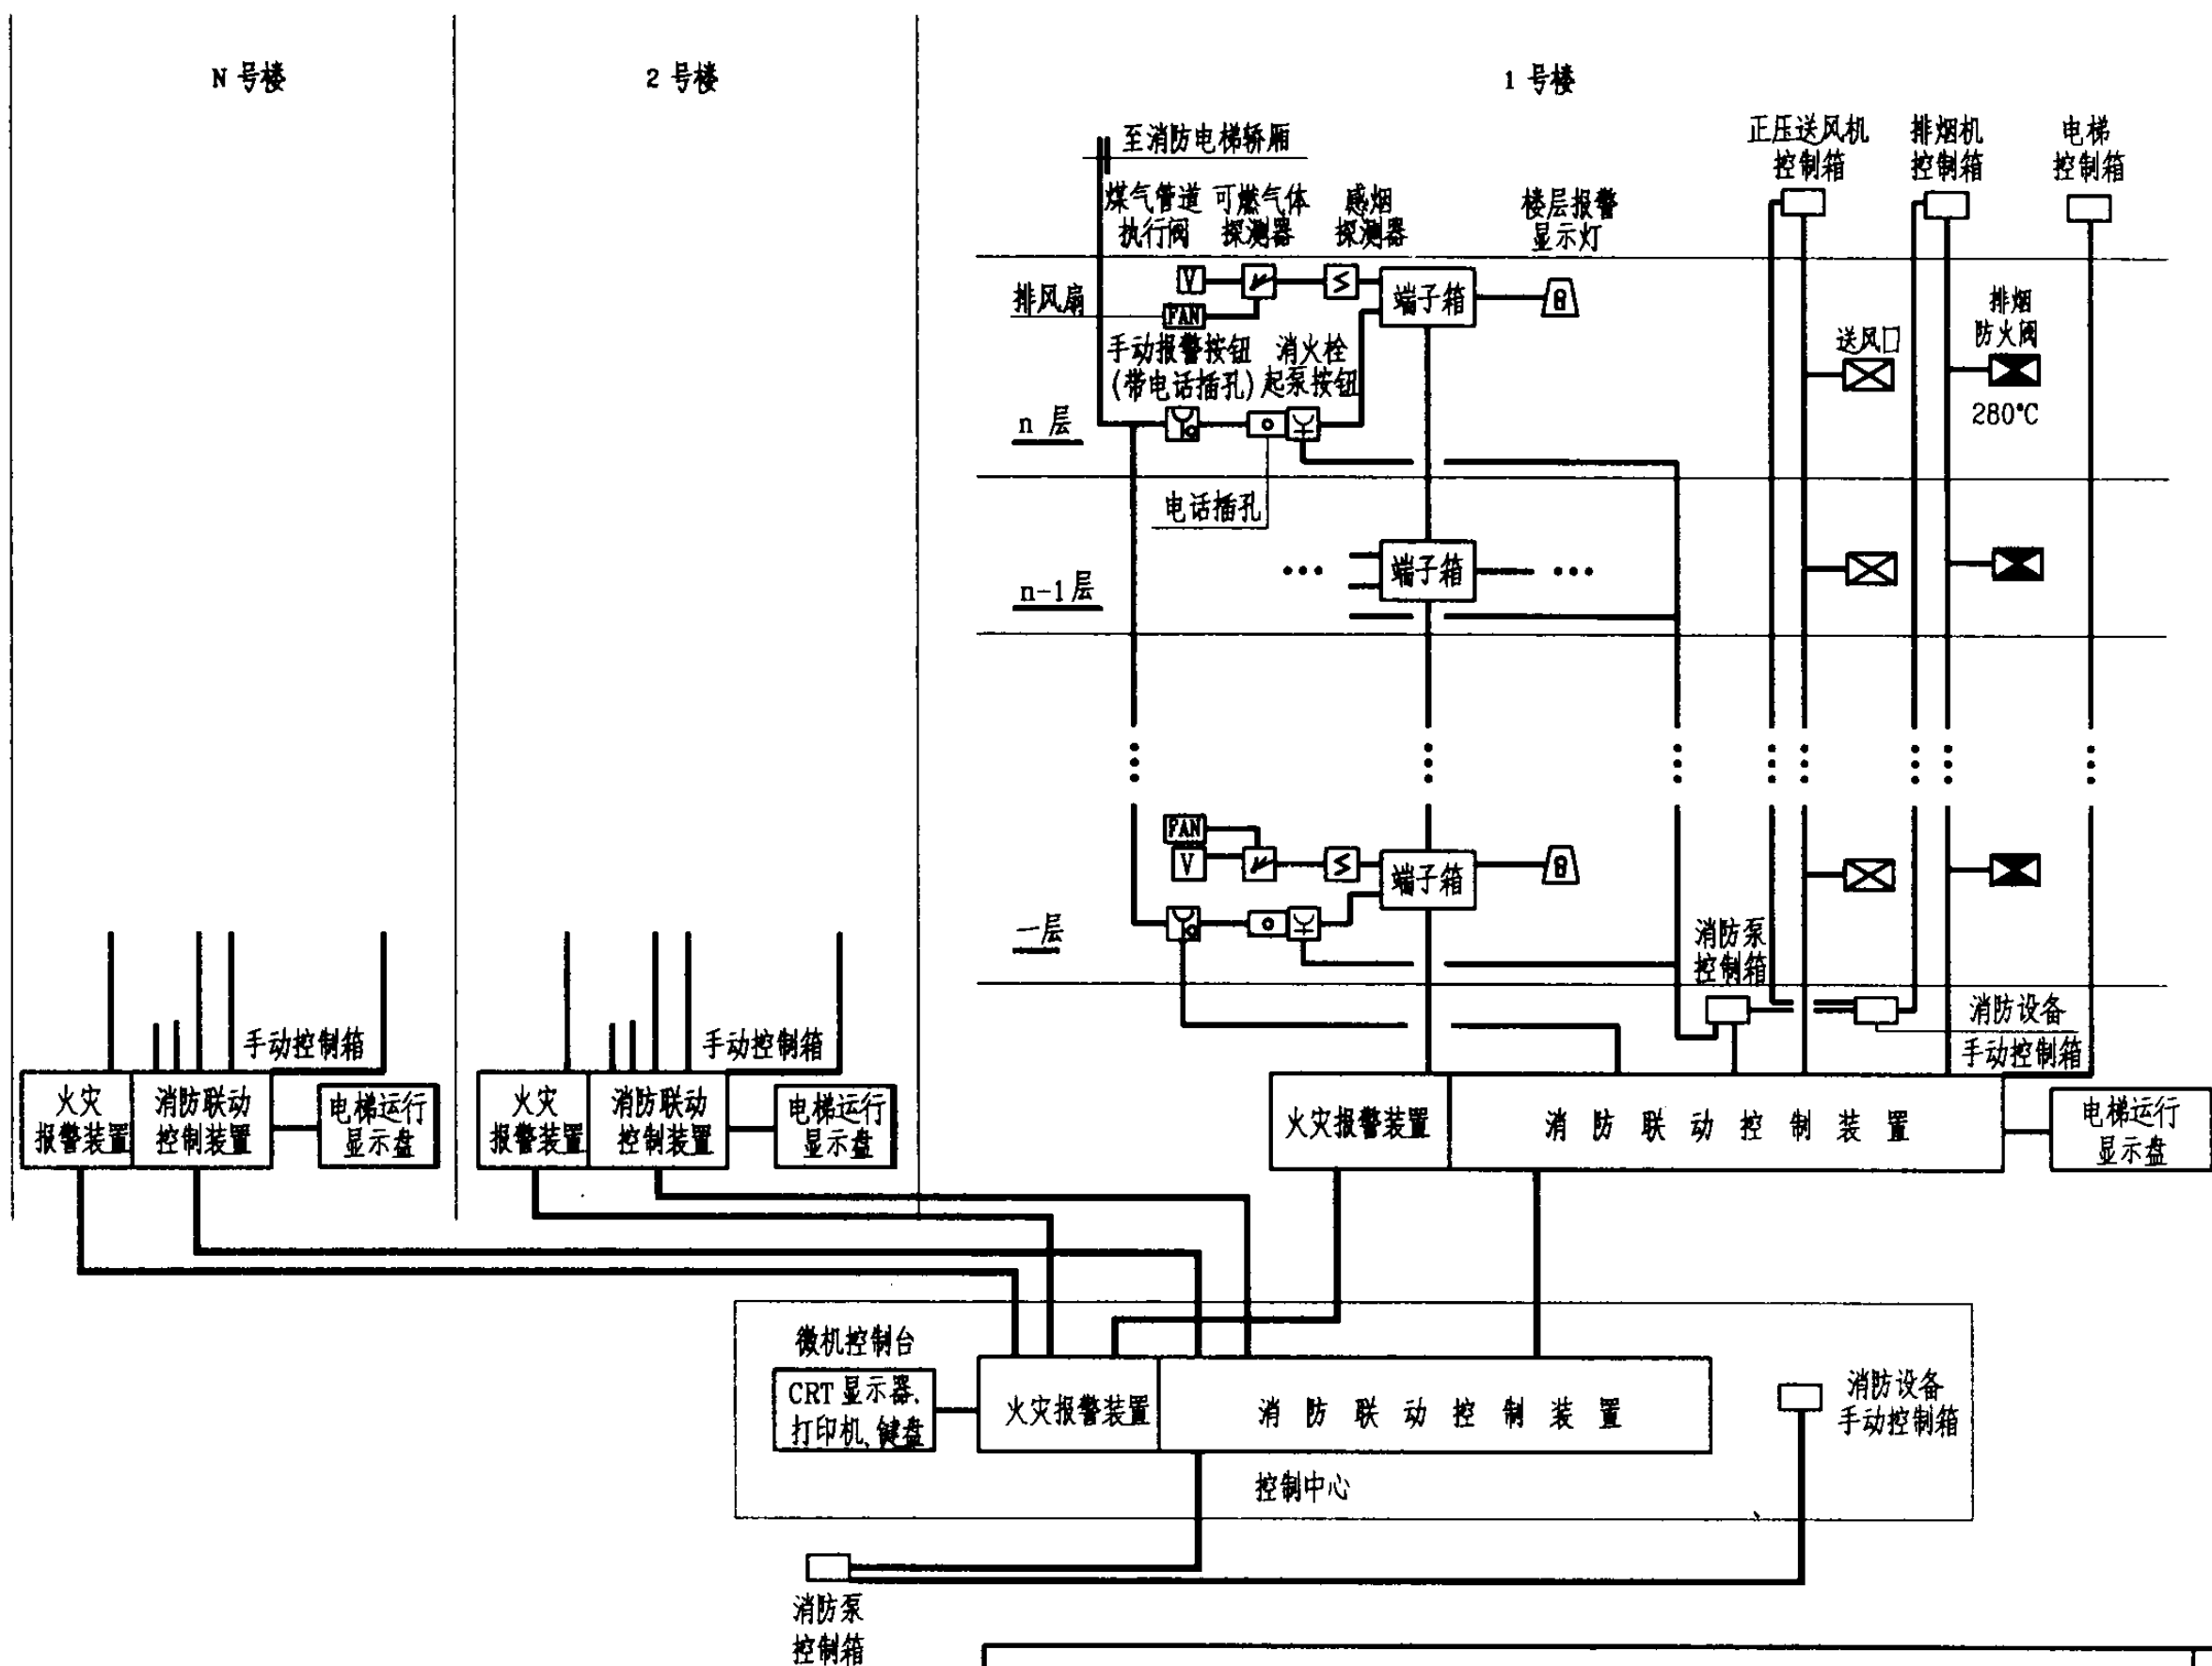 N 号楼
2 号楼
1 号楼
至消防电梯轿厢
正压送风机
控制箱
排烟机
控制箱
电梯
控制箱
煤气管道
执行阀
可燃气体
探测器
感烟
探测器
楼层报警
显示灯
排风扇
V
FAN
端子箱
8
手动报警按钮
(带电话插孔)
消火栓
起泵按钮
送风口
排烟
防火阀
280°C
n 层
电话插孔
n-1层
端子箱
FAN
V
端子箱
8
一层
消防泵
控制箱
消防设备
手动控制箱
手动控制箱
手动控制箱
火灾
报警装置
消防联动
控制装置
电梯运行
显示盘
火灾
报警装置
消防联动
控制装置
电梯运行
显示盘
火灾报警装置
消防联动控制装置
电梯运行
显示盘
微机控制台
CRT显示器、
打印机、键盘
火灾报警装置
消防联动控制装置
消防设备
手动控制箱
控制中心
消防泵
控制箱